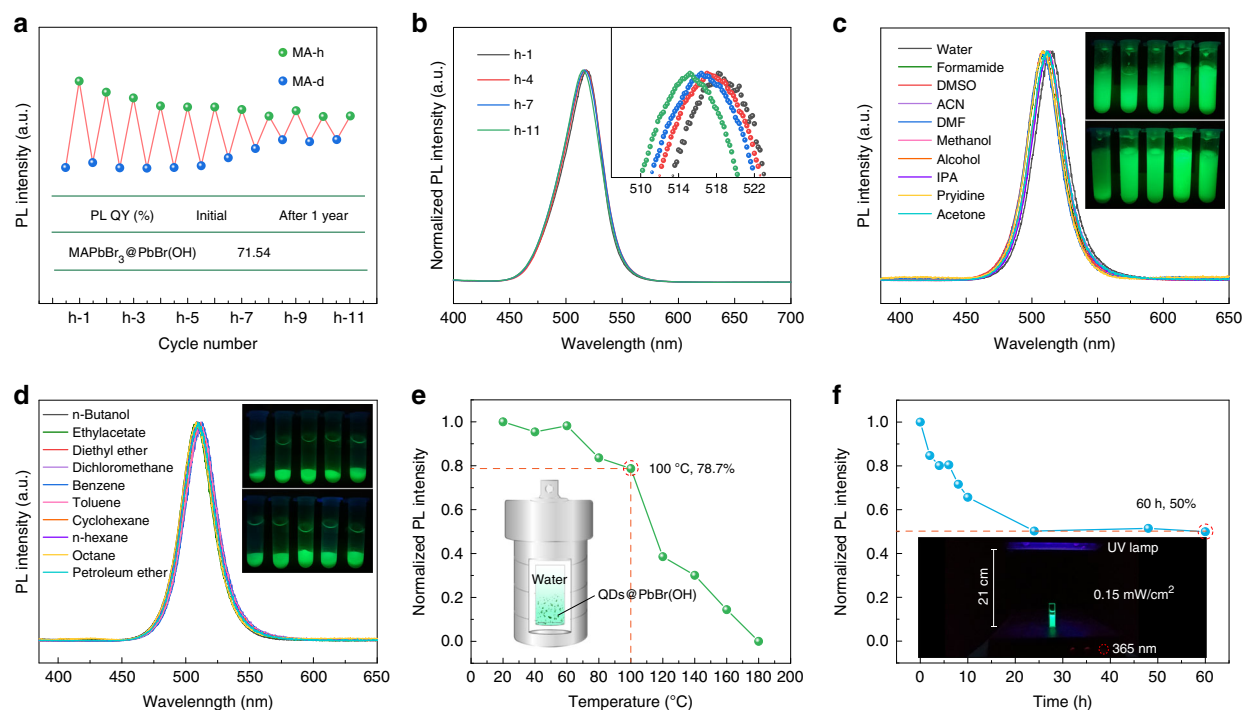 a
PL intensity (a.u.)
MA-h
MA-d
PL QY (%) Initial After 1 year
MAPbBr3@PbBr(OH) 71.54
h-1 h-3 h-5 h-7 h-9 h-11
Cycle number
b
Normalized PL intensity (a.u.)
h-1
h-4
h-7
h-11
510 514 518 522
400 450 500 550 600 650 700
Wavelength (nm)
c
PL intensity (a.u.)
Water
Formamide
DMSO
ACN
DMF
Methanol
Alcohol
IPA
Pryidine
Acetone
400 450 500 550 600 650
Wavelength (nm)
d
PL intensity (a.u.)
n-Butanol
Ethylacetate
Diethyl ether
Dichloromethane
Benzene
Toluene
Cyclohexane
n-hexane
Octane
Petroleum ether
400 450 500 550 600 650
Wavelenngth (nm)
e
Normalized PL intensity
1.0
0.8
0.6
0.4
0.2
0.0
100 °C, 78.7%
Water
QDs@PbBr(OH)
0 20 40 60 80 100 120 140 160 180 200
Temperature (°C)
f
Normalized PL intensity
1.0
0.8
0.6
0.4
0.2
0.0
60 h, 50%
UV lamp
21 cm
0.15 mW/cm2
365 nm
0 10 20 30 40 50 60
Time (h)